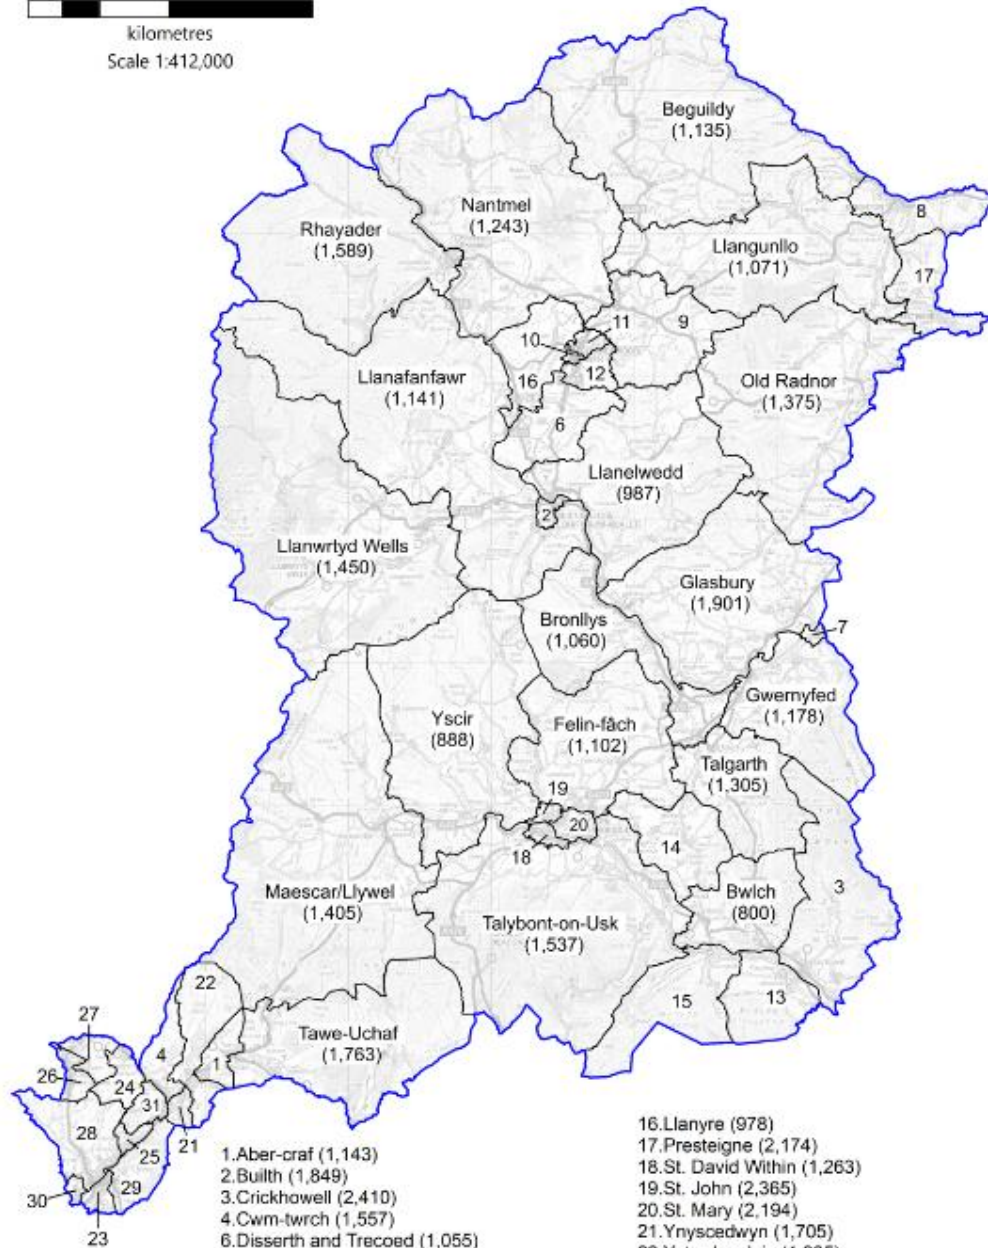 kilometres
Scale 1:412,000
Beguildy
(1,135)
Nantmel
(1,243)
8
Rhayader
(1,589)
Llangunllo
(1,071)
17
11
9
10
12
16
Llanafanfawr
(1,141)
Old Radnor
(1,375)
6
Llanelwedd
(987)
2
Llanwrtyd Wells
(1,450)
Glasbury
(1,901)
Bronllys
(1,060)
7
Gwernyfed
(1,178)
Yscir
(888)
Felin-fâch
(1,102)
Talgarth
(1,305)
19
20
18
14
3
Maescar/Llywel
(1,405)
Bwlch
(800)
Talybont-on-Usk
(1,537)
22
15
13
27
Tawe-Uchaf
(1,763)
4
1
26
24
31
28
21
25
29
30
23
1.Aber-craf (1,143)
2.Builth (1,849)
3.Crickhowell (2,410)
4.Cwm-twrch (1,557)
6.Disserth and Trecoed (1,055)
16.Llanyre (978)
17.Presteigne (2,174)
18.St. David Within (1,263)
19.St. John (2,365)
20.St. Mary (2,194)
21.Ynyscedwyn (1,705)